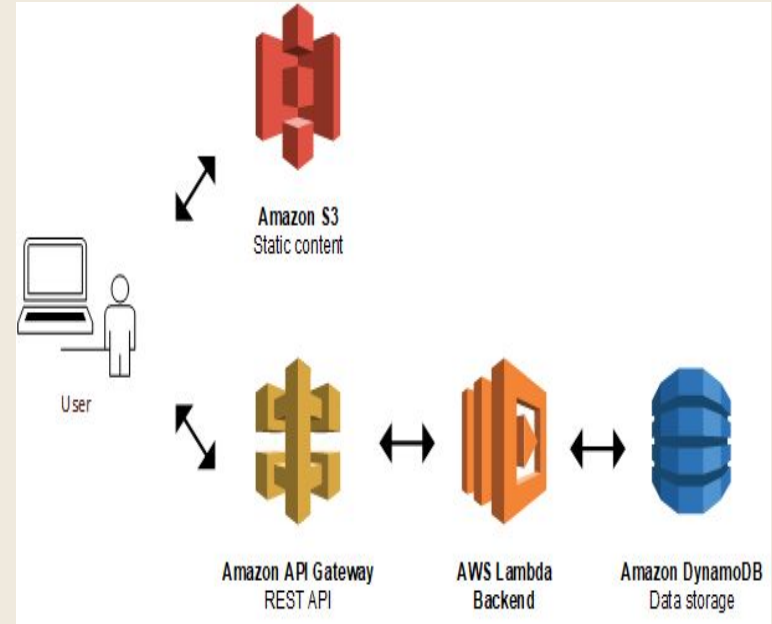 Amazon S3
Static content
User
Amazon API Gateway
REST API
AWS Lambda
Backend
Amazon DynamoDB
Data storage